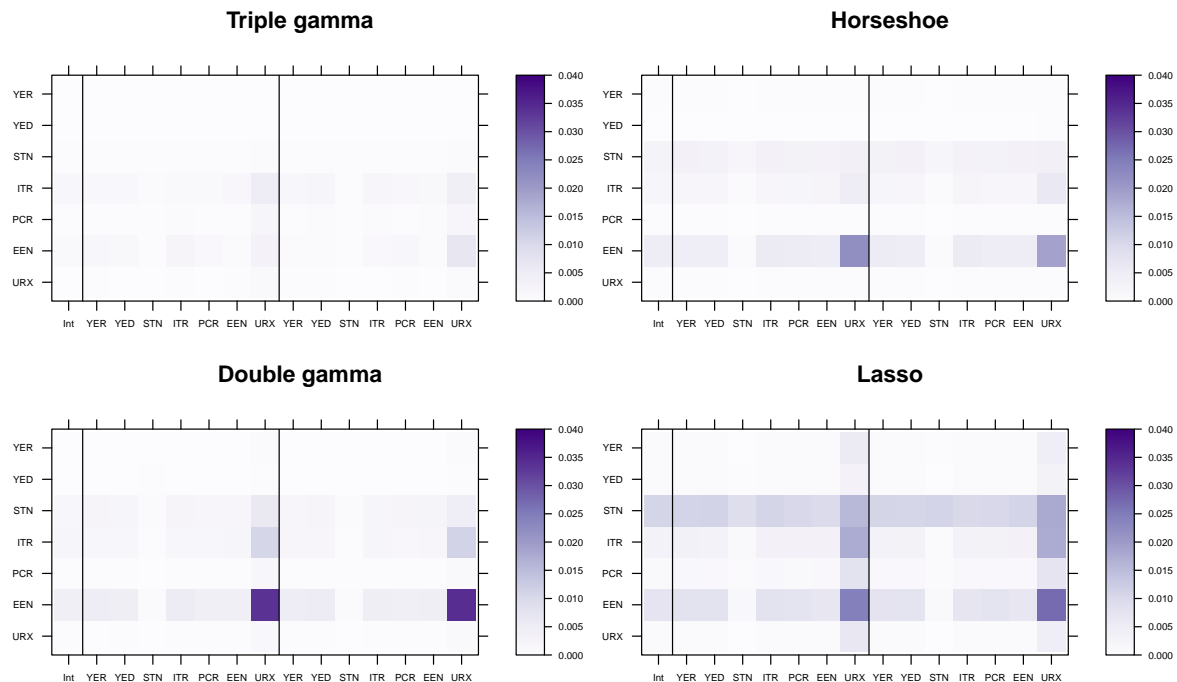 Triple gamma
YER
YED
STN
ITR
PCR
EEN
URX
Int YER YED STN ITR PCR EEN URX YER YED STN ITR PCR EEN URX
0.040
0.035
0.030
0.025
0.020
0.015
0.010
0.005
0.000
Horseshoe
YER
YED
STN
ITR
PCR
EEN
URX
Int YER YED STN ITR PCR EEN URX YER YED STN ITR PCR EEN URX
0.040
0.035
0.030
0.025
0.020
0.015
0.010
0.005
0.000
Double gamma
YER
YED
STN
ITR
PCR
EEN
URX
Int YER YED STN ITR PCR EEN URX YER YED STN ITR PCR EEN URX
0.040
0.035
0.030
0.025
0.020
0.015
0.010
0.005
0.000
Lasso
YER
YED
STN
ITR
PCR
EEN
URX
Int YER YED STN ITR PCR EEN URX YER YED STN ITR PCR EEN URX
0.040
0.035
0.030
0.025
0.020
0.015
0.010
0.005
0.000